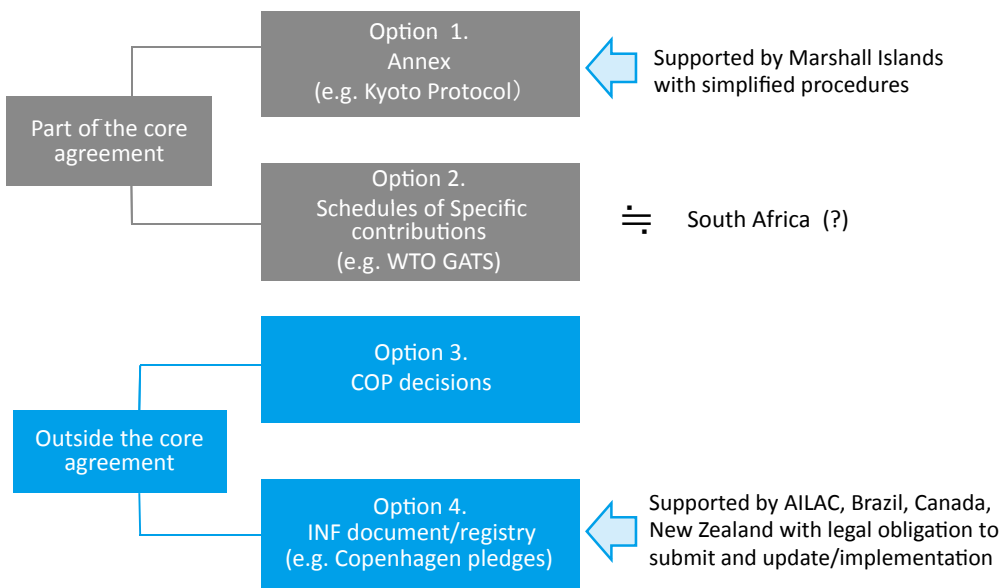 Option 1.
Annex
(e.g. Kyoto Protocol）
Supported by Marshall Islands
with simplified procedures
Part of the core
agreement
Option 2.
Schedules of Specific
contributions
(e.g. WTO GATS)
≒ South Africa (?)
Option 3.
COP decisions
Outside the core
agreement
Option 4.
INF document/registry
(e.g. Copenhagen pledges)
Supported by AILAC, Brazil, Canada,
New Zealand with legal obligation to
submit and update/implementation